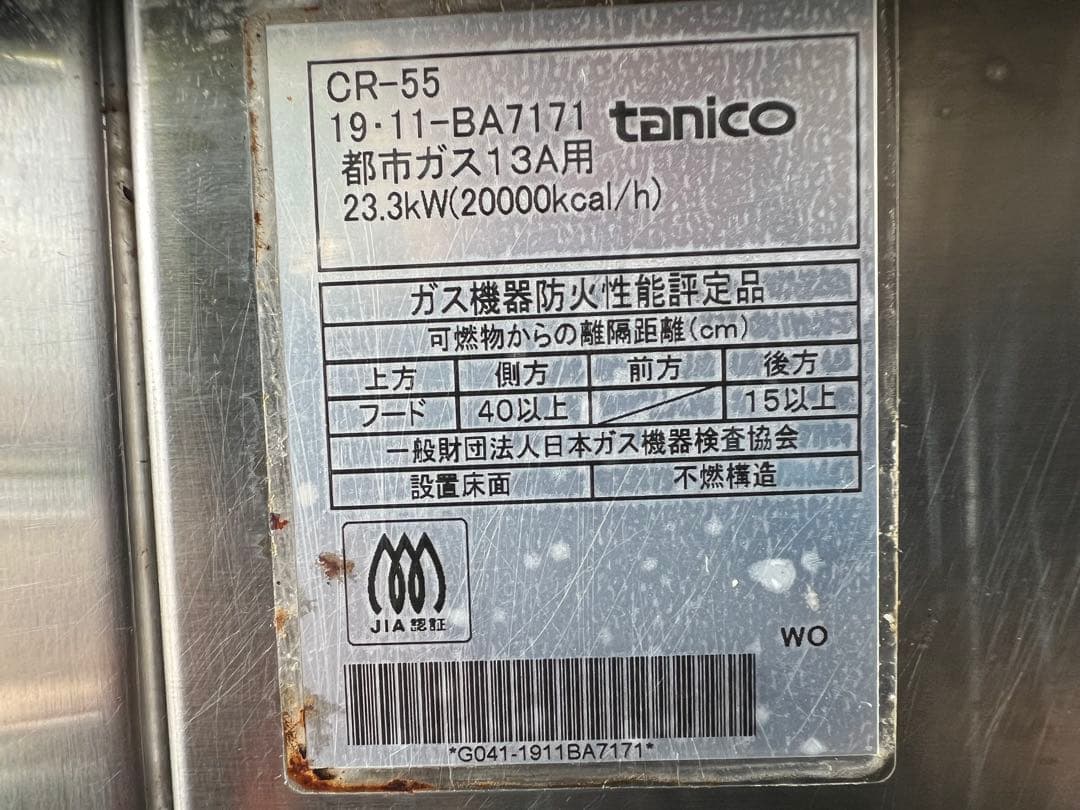 CR-55
19・11-BA7171
tanico
都市ガス13A用
23.3kW(20000kcal/h)
ガス機器防火性能評定品
可燃物からの離隔距離(cm)
上方 側方 前方 後方
フード 40以上 15以上
一般財団法人日本ガス機器検査協会
設置床面 不燃構造
JIA認証
WO
*G041-1911BA7171*